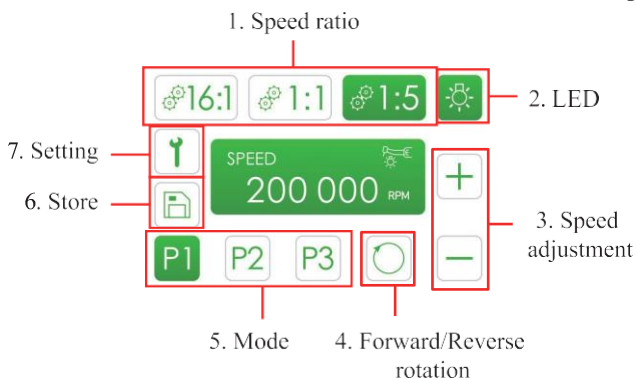 1. Speed ratio
16:1 1:1 1:5
2. LED
7. Setting
SPEED
200 000 RPM
6. Store
3. Speed
adjustment
P1 P2 P3
5. Mode
4. Forward/Reverse
rotation